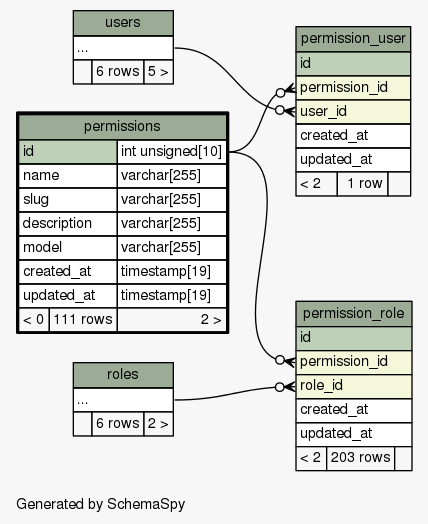 users
...
6 rows 5 >
permission_user
id
permission_id
user_id
created_at
updated_at
< 2 1 row
permissions
id int unsigned[10]
name varchar[255]
slug varchar[255]
description varchar[255]
model varchar[255]
created_at timestamp[19]
updated_at timestamp[19]
< 0 111 rows 2 >
permission_role
id
permission_id
role_id
created_at
updated_at
< 2 203 rows
roles
...
6 rows 2 >
Generated by SchemaSpy